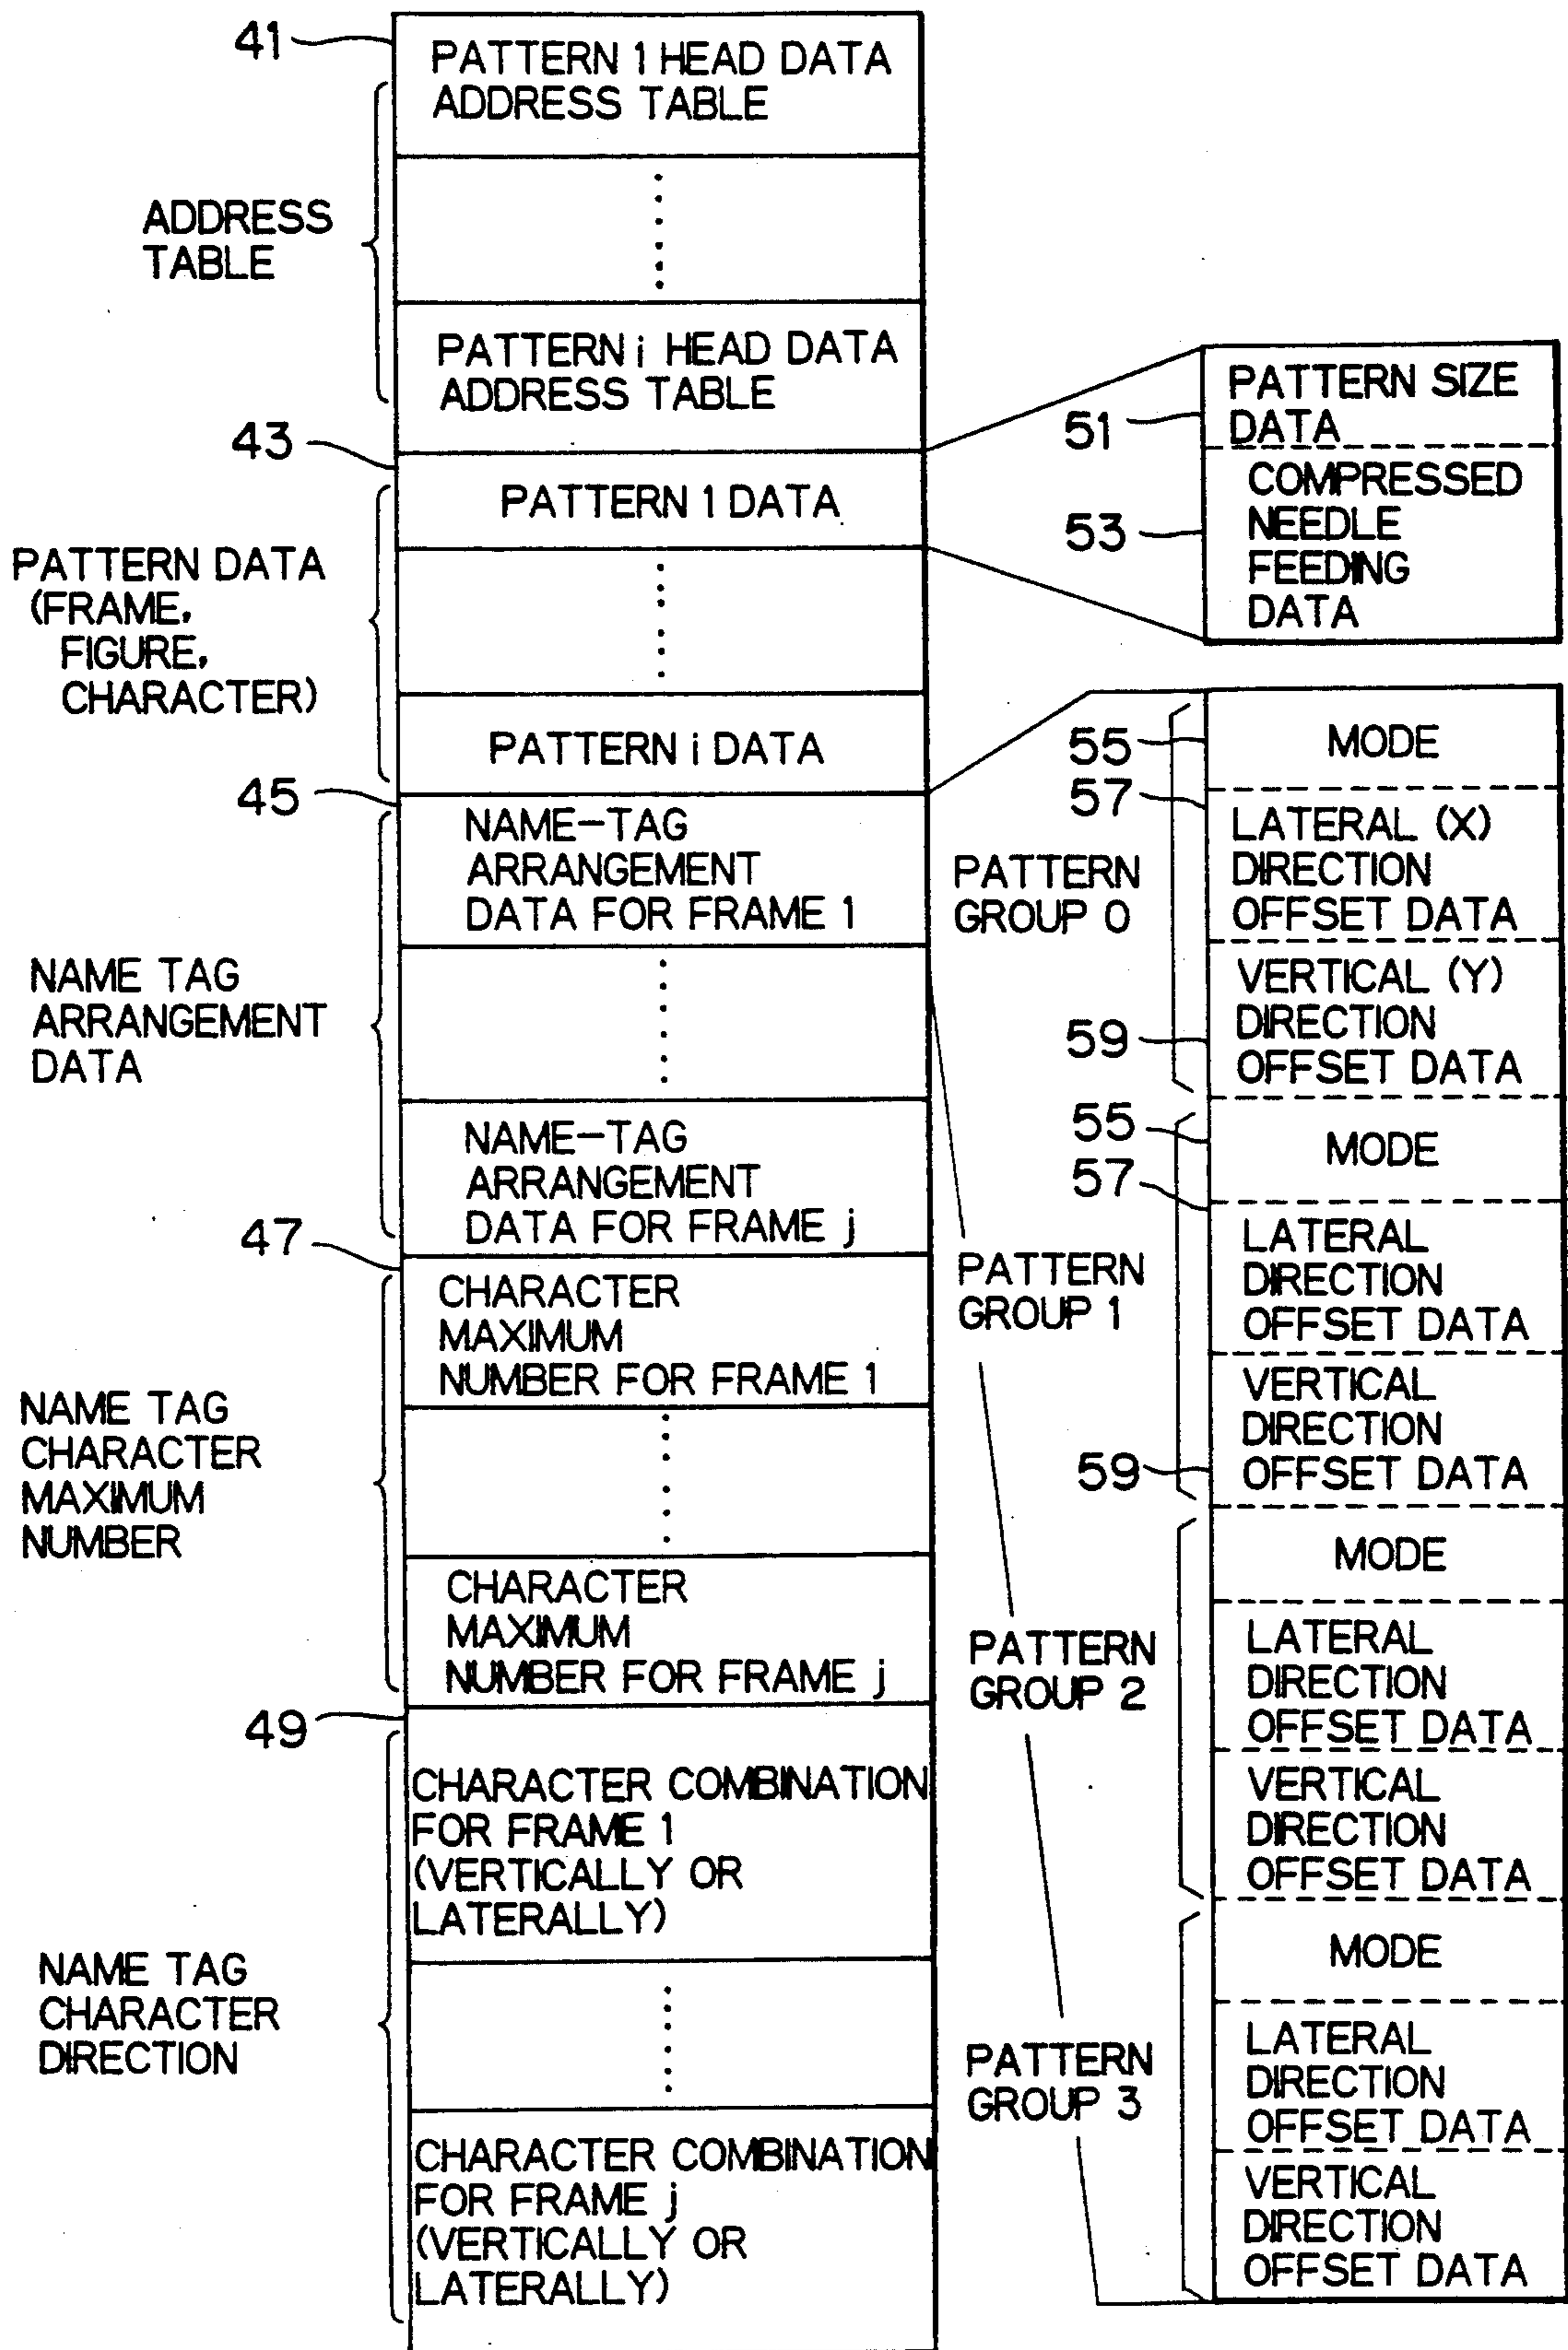 41
PATTERN 1 HEAD DATA
ADDRESS TABLE
ADDRESS
TABLE
PATTERN i HEAD DATA
ADDRESS TABLE
43
PATTERN 1 DATA
PATTERN DATA
(FRAME,
FIGURE,
CHARACTER)
PATTERN i DATA
45
NAME-TAG
ARRANGEMENT
DATA FOR FRAME 1
NAME TAG
ARRANGEMENT
DATA
NAME-TAG
ARRANGEMENT
DATA FOR FRAME j
47
CHARACTER
MAXIMUM
NUMBER FOR FRAME 1
NAME TAG
CHARACTER
MAXIMUM
NUMBER
CHARACTER
MAXIMUM
NUMBER FOR FRAME j
49
CHARACTER COMBINATION
FOR FRAME 1
(VERTICALLY OR
LATERALLY)
NAME TAG
CHARACTER
DIRECTION
CHARACTER COMBINATION
FOR FRAME j
(VERTICALLY OR
LATERALLY)
51
PATTERN SIZE
DATA
53
COMPRESSED
NEEDLE
FEEDING
DATA
PATTERN
GROUP 0
55
MODE
57
LATERAL (X)
DIRECTION
OFFSET DATA
59
VERTICAL (Y)
DIRECTION
OFFSET DATA
PATTERN
GROUP 1
55
MODE
57
LATERAL
DIRECTION
OFFSET DATA
59
VERTICAL
DIRECTION
OFFSET DATA
PATTERN
GROUP 2
MODE
LATERAL
DIRECTION
OFFSET DATA
VERTICAL
DIRECTION
OFFSET DATA
PATTERN
GROUP 3
MODE
LATERAL
DIRECTION
OFFSET DATA
VERTICAL
DIRECTION
OFFSET DATA